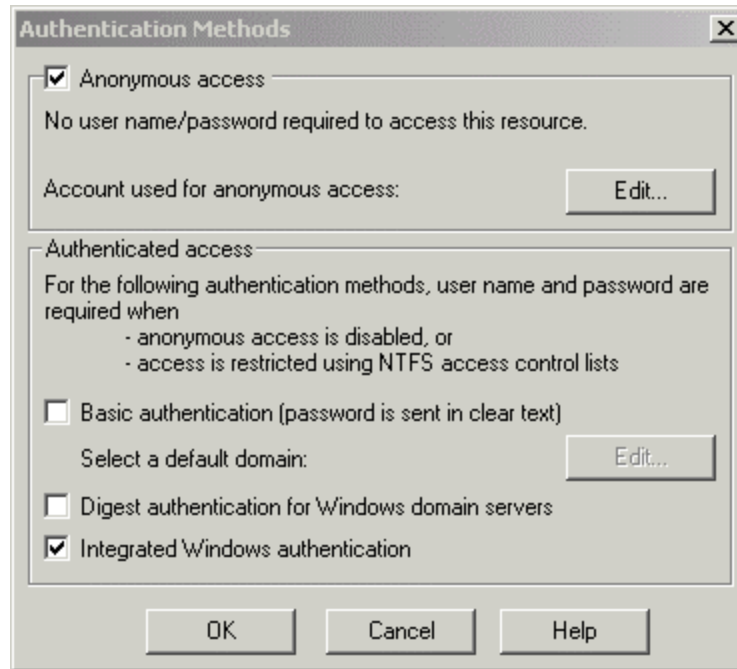 Authentication Methods
Anonymous access
No user name/password required to access this resource.
Account used for anonymous access:
Edit...
Authenticated access
For the following authentication methods, user name and password are
required when
- anonymous access is disabled, or
- access is restricted using NTFS access control lists
Basic authentication (password is sent in clear text)
Select a default domain:
Edit...
Digest authentication for Windows domain servers
Integrated Windows authentication
OK
Cancel
Help